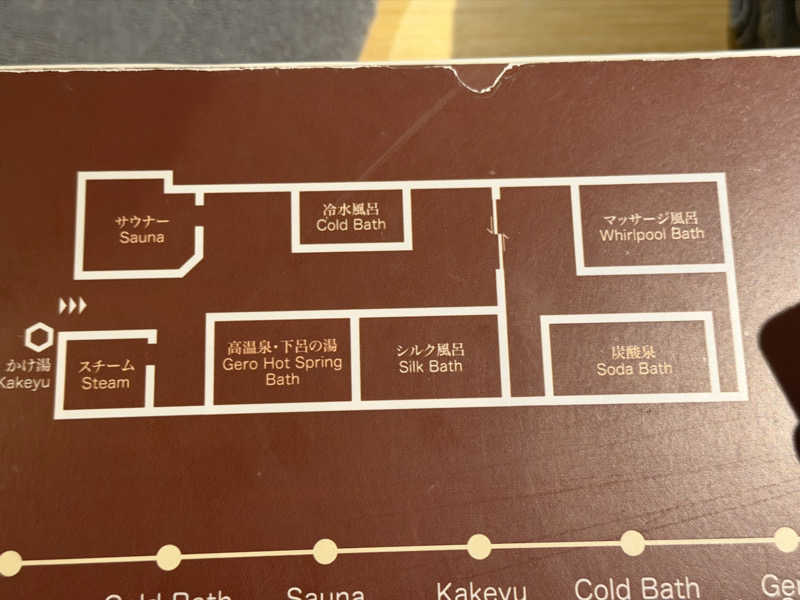 サウナー
Sauna
冷水風呂
Cold Bath
マッサージ風呂
Whirlpool Bath
かけ湯
Kakeyu
スチーム
Steam
高温泉・下呂の湯
Gero Hot Spring
Bath
シルク風呂
Silk Bath
炭酸泉
Soda Bath
Cold Bath
Sauna
Kakeyu
Cold Bath